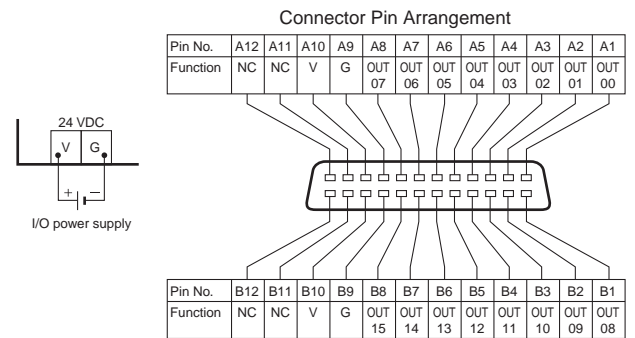 Connector Pin Arrangement
Pin No. A12 A11 A10 A9 A8 A7 A6 A5 A4 A3 A2 A1
Function NC NC V G OUT 07 OUT 06 OUT 05 OUT 04 OUT 03 OUT 02 OUT 01 OUT 00
24 VDC
V G
+ −
I/O power supply
Pin No. B12 B11 B10 B9 B8 B7 B6 B5 B4 B3 B2 B1
Function NC NC V G OUT 15 OUT 14 OUT 13 OUT 12 OUT 11 OUT 10 OUT 09 OUT 08